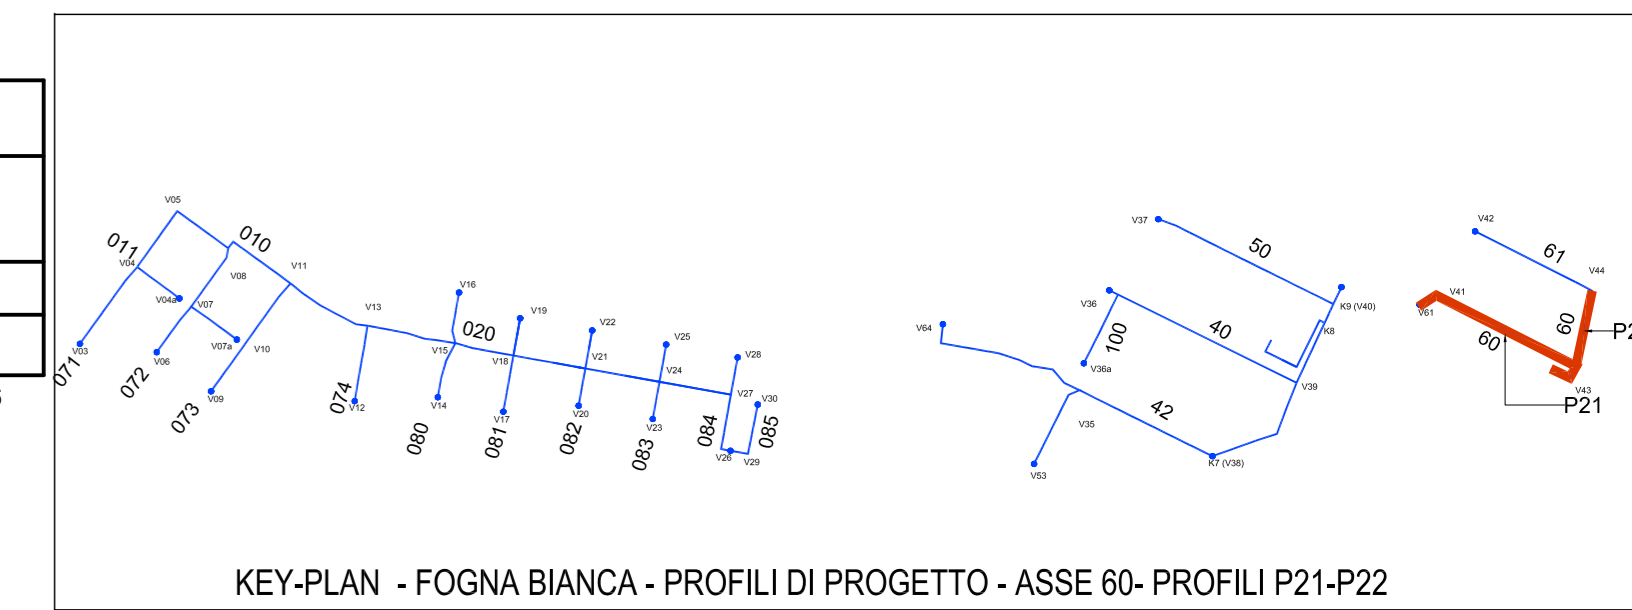 V05
011
010
V04
V11
V08
V04a
V07
V13
V03
071
V06
072
V07a
V10
V09
073
074
V12
V16
020
V15
V14
080
V19
V18
V17
081
V22
V21
V20
082
V25
V24
V23
083
V28
V27
084
V30
085
V26
V29
V37
50
V36
100
V36a
40
K9 (V40)
K8
V39
V64
42
V35
K7 (V38)
V53
V42
61
V44
V41
V61
60
60
V43
P21
KEY-PLAN - FOGNA BIANCA - PROFILI DI PROGETTO - ASSE 60- PROFILI P21-P22